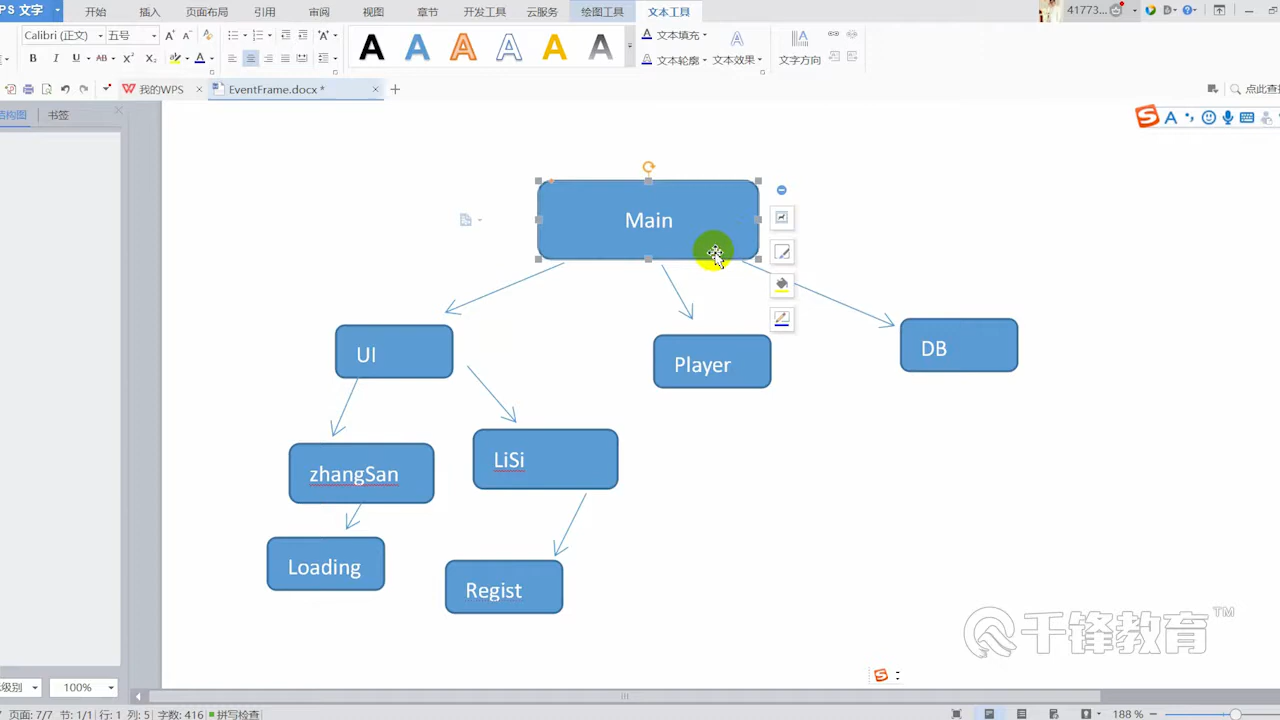 PS 文字
开始
插入
页面布局
引用
审阅
视图
章节
开发工具
云服务
绘图工具
文本工具
41773...
Calibri (正文)
五号
B I U AB X² X₂ A
A A A A A A
文本填充
文本轮廓
文本效果
文字方向
我的WPS
EventFrame.docx *
点此查
结构图
书签
Main
UI
Player
DB
zhangSan
LiSi
Loading
Regist
千锋教育™
级别
100%
页面: 7/7 节: 1/1 行: 1 列: 5 字数: 416 拼写检查
188 %